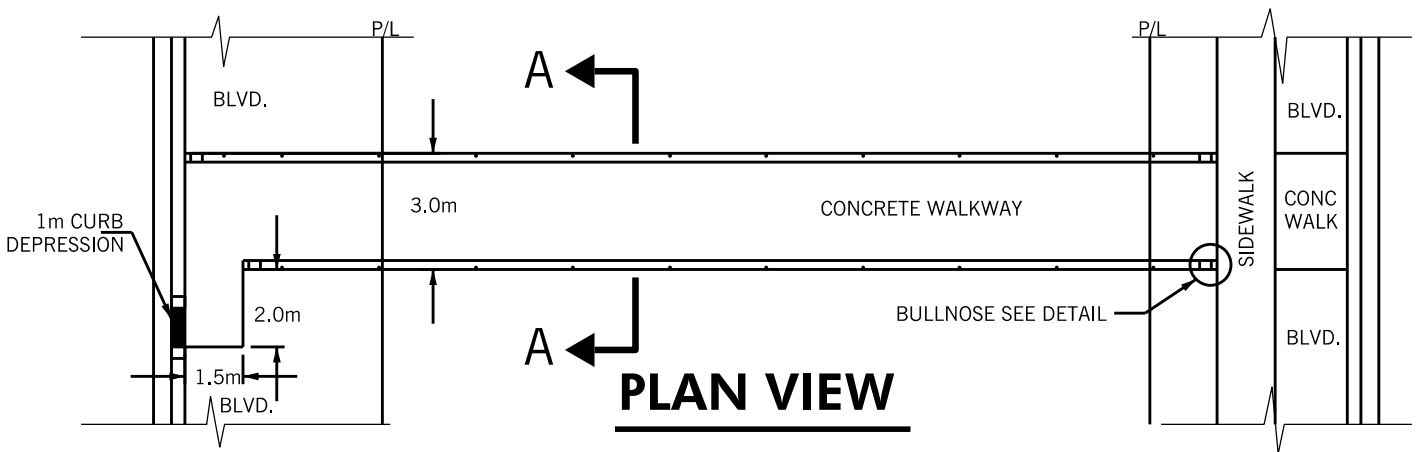 P/L
P/L
A
BLVD.
BLVD.
3.0m
CONCRETE WALKWAY
SIDEWALK
CONC
WALK
1m CURB
DEPRESSION
2.0m
BULLNOSE SEE DETAIL
A
BLVD.
1.5m
BLVD.
PLAN VIEW